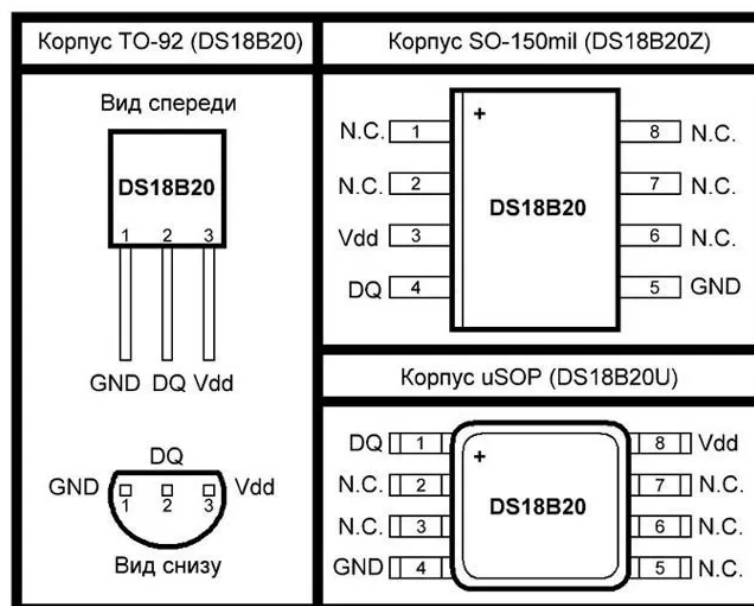 Корпус TO-92 (DS18B20)
Вид спереди
DS18B20
1 2 3
GND DQ Vdd
DQ
GND Vdd
1 2 3
Вид снизу
Корпус SO-150mil (DS18B20Z)
+
N.C. 1 8 N.C.
N.C. 2 7 N.C.
DS18B20
Vdd 3 6 N.C.
DQ 4 5 GND
Корпус uSOP (DS18B20U)
DQ 1 8 Vdd
+
N.C. 2 7 N.C.
DS18B20
N.C. 3 6 N.C.
GND 4 5 N.C.